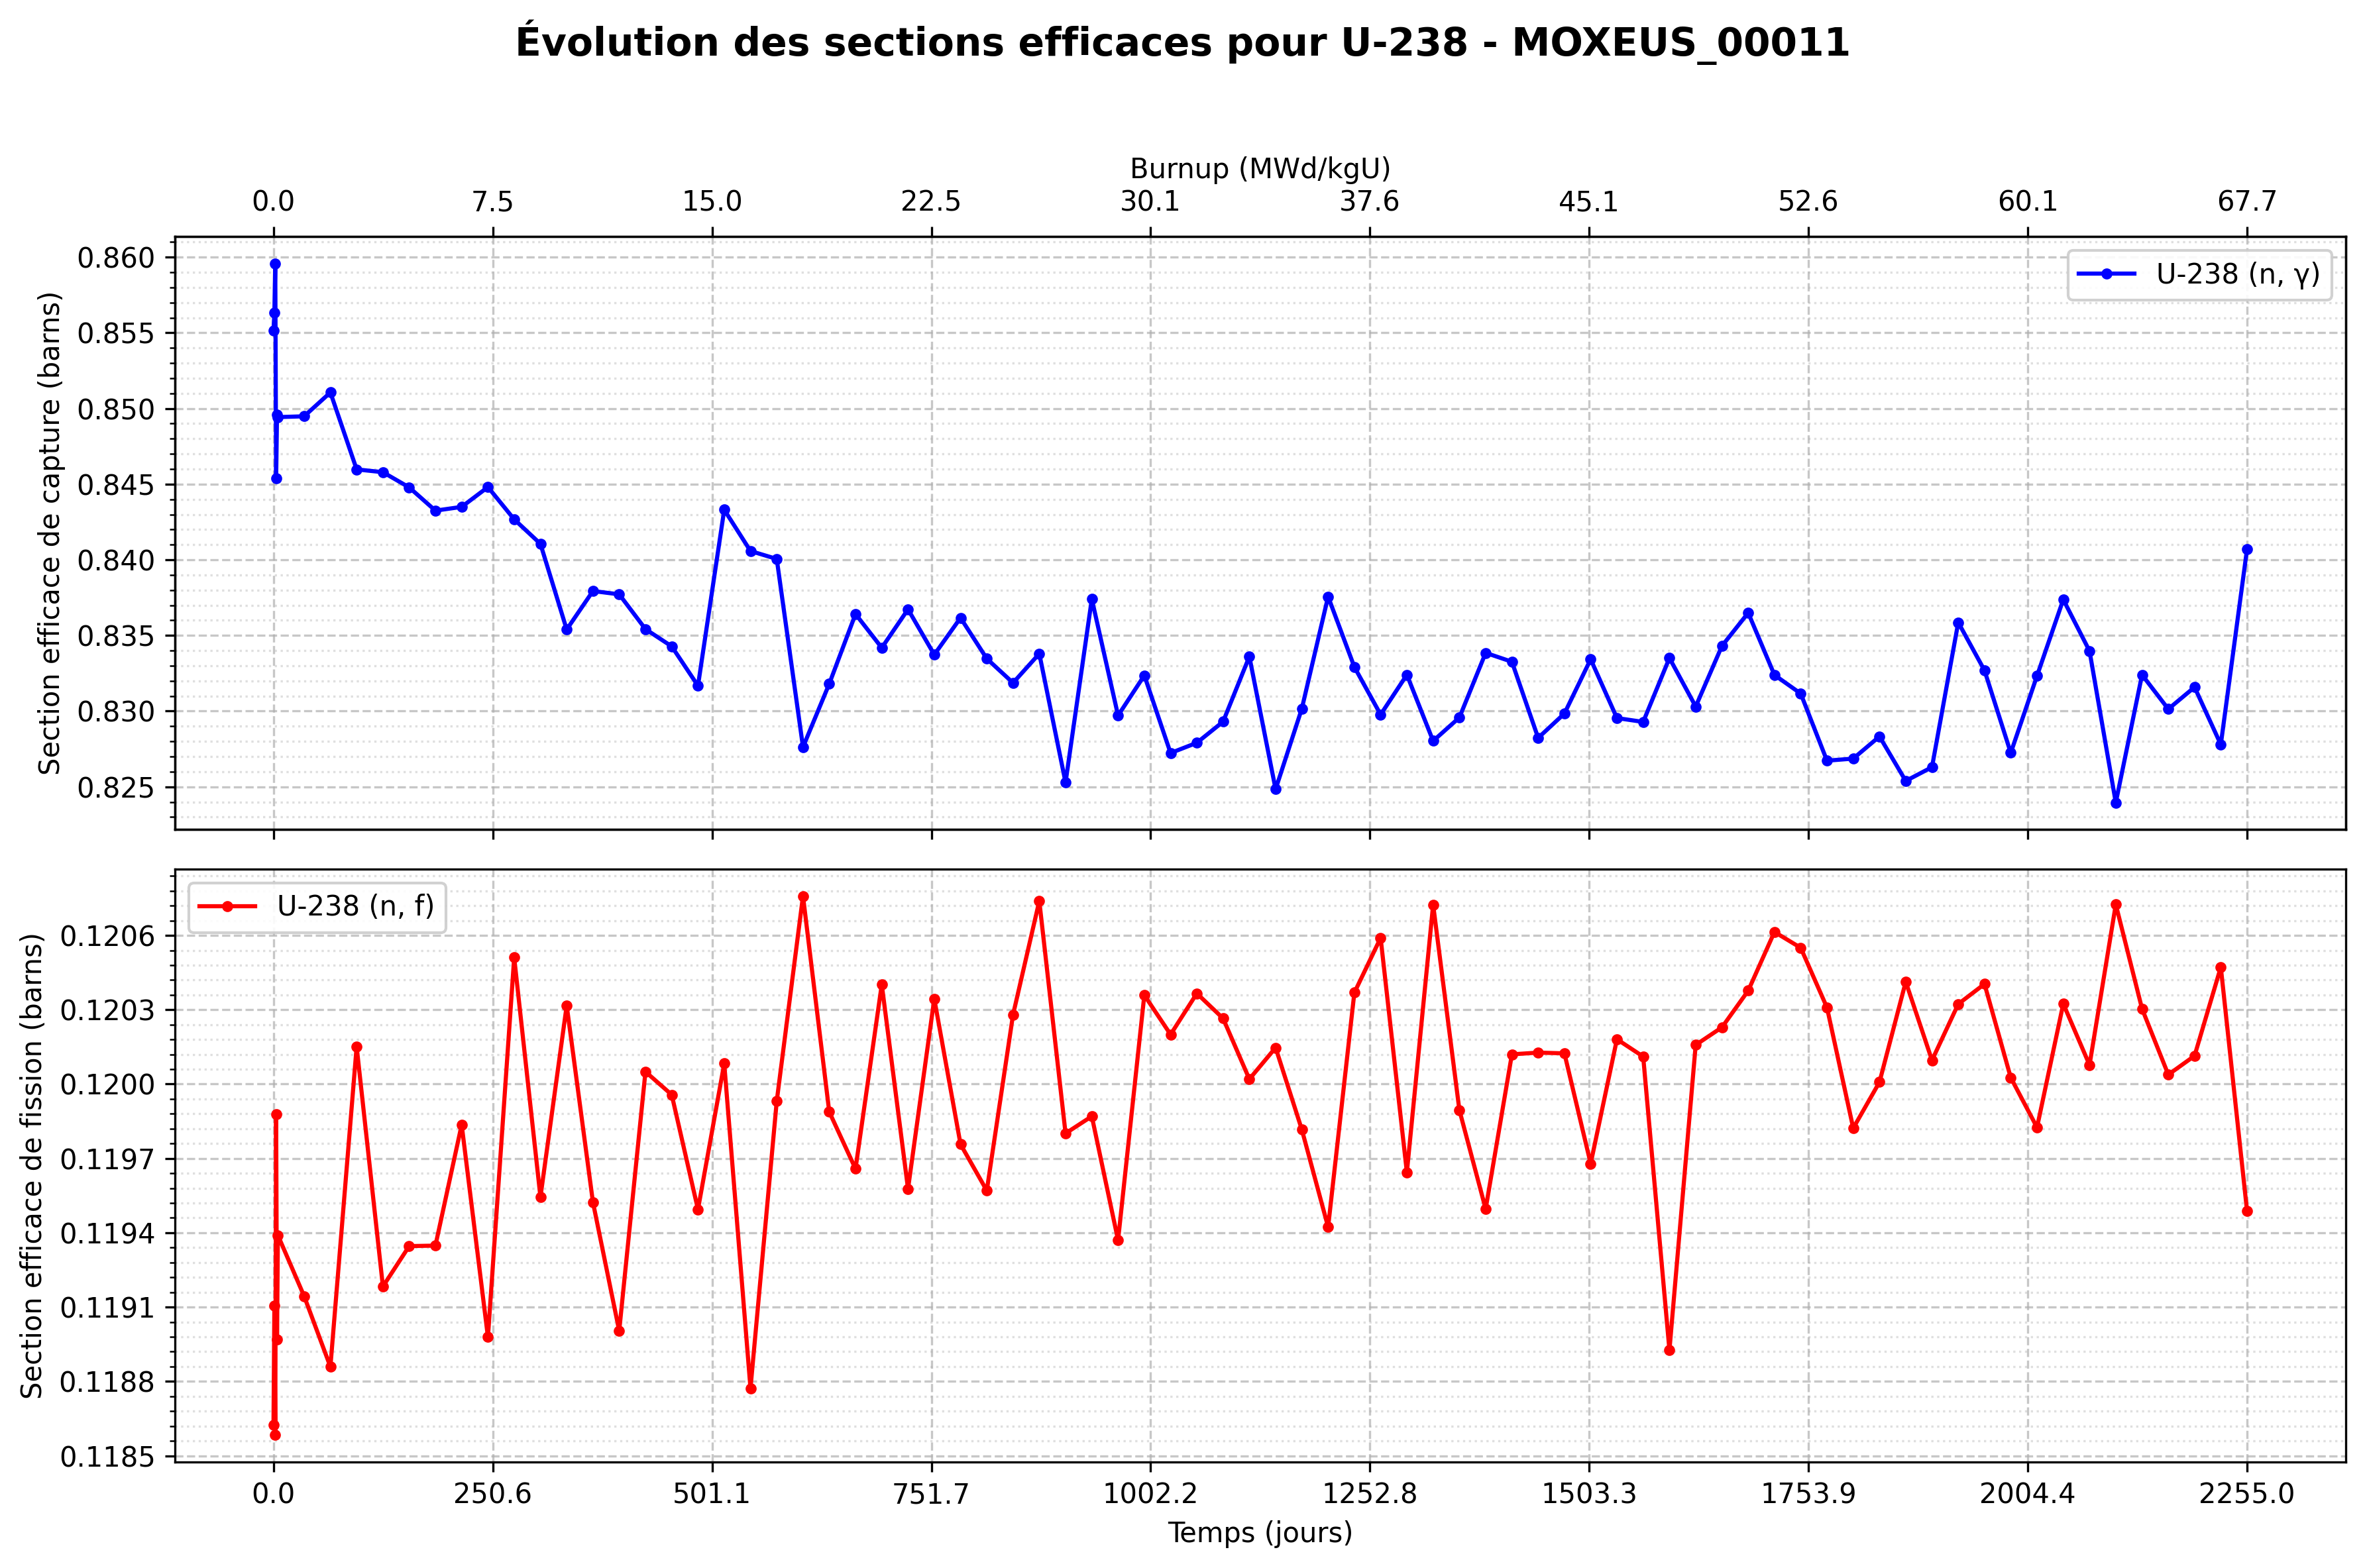 Évolution des sections efficaces pour U-238 - MOXEUS_00011
Burnup (MWd/kgU)
0.0 7.5 15.0 22.5 30.1 37.6 45.1 52.6 60.1 67.7
Section efficace de capture (barns)
0.860
0.855
0.850
0.845
0.840
0.835
0.830
0.825
U-238 (n, γ)
Section efficace de fission (barns)
0.1206
0.1203
0.1200
0.1197
0.1194
0.1191
0.1188
0.1185
U-238 (n, f)
0.0 250.6 501.1 751.7 1002.2 1252.8 1503.3 1753.9 2004.4 2255.0
Temps (jours)